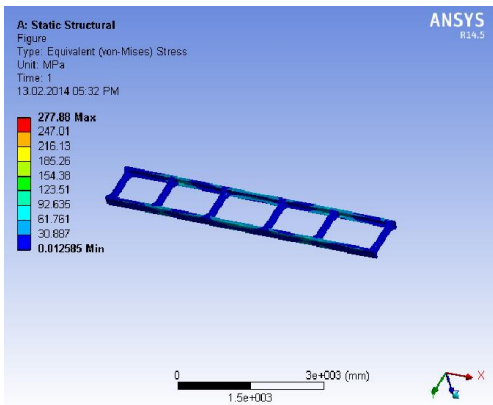 A: Static Structural
Figure
Type: Equivalent (von-Mises) Stress
Unit: MPa
Time: 1
13.02.2014 05:32 PM
ANSYS
R14.5
277.88 Max
247.01
216.13
185.26
154.38
123.51
92.635
61.761
30.887
0.012585 Min
0
3e+003 (mm)
1.5e+003
X
Z